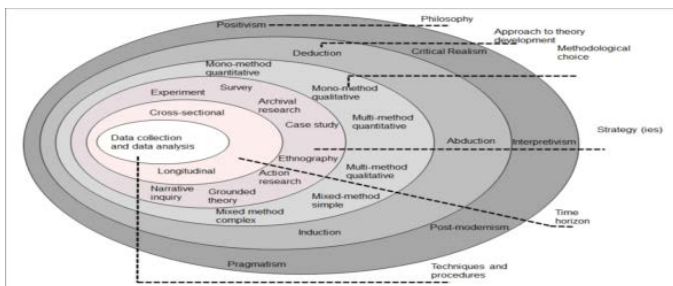 Positivism
Philosophy
Approach to theory
development
Deduction
Critical Realism
Methodological
choice
Mono-method
quantitative
Mono-method
qualitative
Experiment
Survey
Archival
research
Cross-sectional
Case study
Multi-method
quantitative
Data collection
and data analysis
Abduction
Interpretivism
Strategy (ies)
Ethnography
Multi-method
qualitative
Longitudinal
Action
research
Narrative
inquiry
Grounded
theory
Mixed-method
simple
Mixed method
complex
Time
horizon
Induction
Post-modernism
Pragmatism
Techniques and
procedures